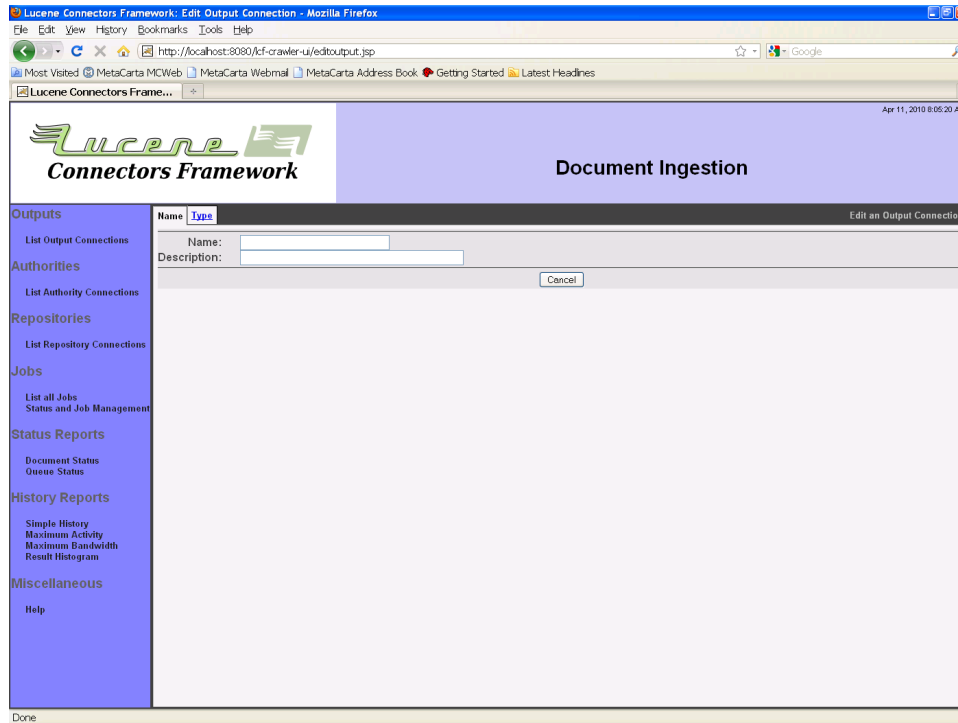 Lucene Connectors Framework: Edit Output Connection - Mozilla Firefox
File Edit View History Bookmarks Tools Help
http://localhost:8080/lcf-crawler-ui/editoutput.jsp
Google
Most Visited MetaCarta MCWeb MetaCarta Webmail MetaCarta Address Book Getting Started Latest Headlines
Lucene Connectors Frame...
Apr 11, 2010 8:05:20 A
Lucene
Connectors Framework
Document Ingestion
Outputs
List Output Connections
Authorities
List Authority Connections
Repositories
List Repository Connections
Jobs
List all Jobs
Status and Job Management
Status Reports
Document Status
Queue Status
History Reports
Simple History
Maximum Activity
Maximum Bandwidth
Result Histogram
Miscellaneous
Help
Name Type
Edit an Output Connectio
Name:
Description:
Cancel
Done